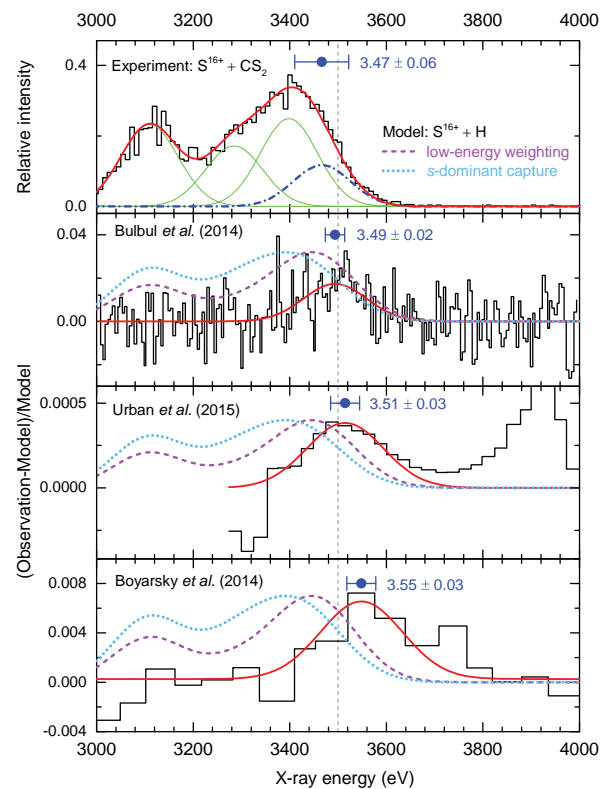 3000 3200 3400 3600 3800 4000
Experiment: S16+ + CS2
3.47 ± 0.06
Model: S16+ + H
low-energy weighting
s-dominant capture
0.4
0.0
Relative intensity
Bulbul et al. (2014)
3.49 ± 0.02
0.04
0.00
Urban et al. (2015)
3.51 ± 0.03
0.0005
0.0000
(Observation-Model)/Model
Boyarsky et al. (2014)
3.55 ± 0.03
0.008
0.004
0.000
-0.004
3000 3200 3400 3600 3800 4000
X-ray energy (eV)